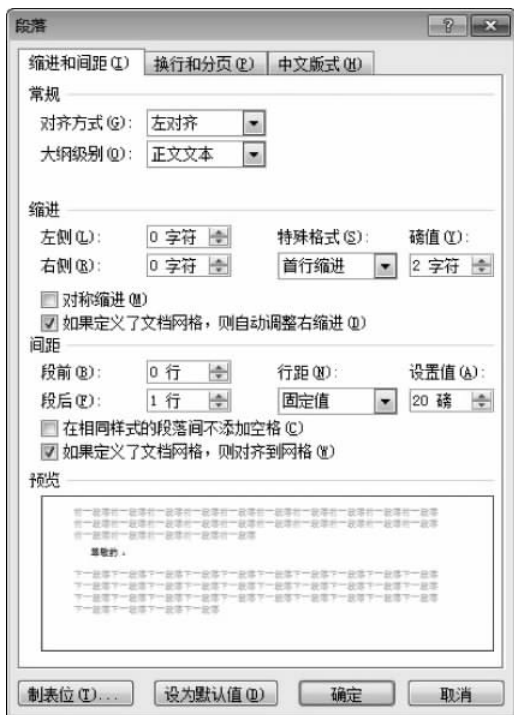 段落
缩进和间距(I) 换行和分页(P) 中文版式(H)
常规
对齐方式(G): 左对齐
大纲级别(O): 正文文本
缩进
左侧(L): 0 字符 特殊格式(S): 磅值(Y):
右侧(R): 0 字符 首行缩进 2 字符
对称缩进(M)
如果定义了文档网格，则自动调整右缩进(D)
间距
段前(B): 0 行 行距(N): 设置值(A):
段后(F): 1 行 固定值 20 磅
在相同样式的段落间不添加空格(C)
如果定义了文档网格，则对齐到网格(W)
预览
制表位(T)... 设为默认值(D) 确定 取消